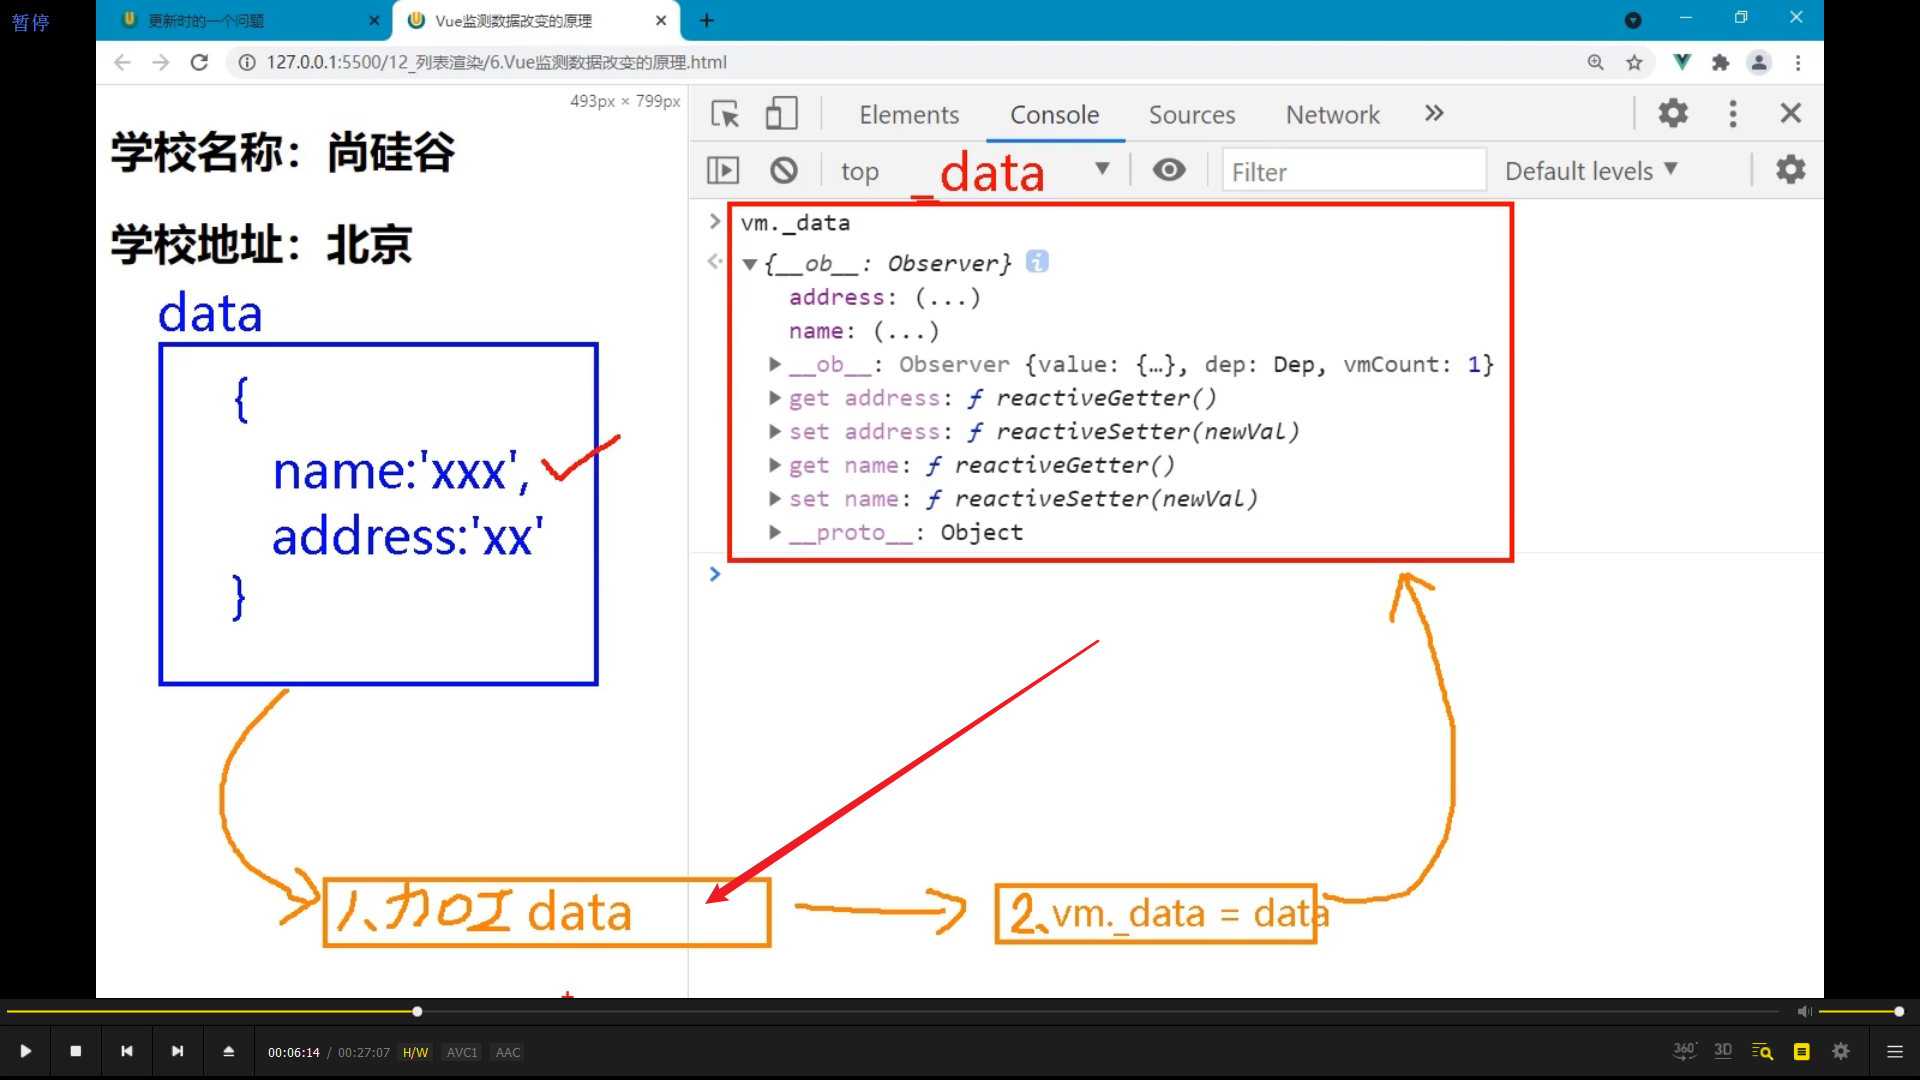 暂停
更新时的一个问题
Vue监测数据改变的原理
127.0.0.1:5500/12_列表渲染/6.Vue监测数据改变的原理.html
493px × 799px
学校名称：尚硅谷
学校地址：北京
data
{
name:'xxx',
address:'xx'
}
Elements Console Sources Network
top _data Filter Default levels
vm._data
{__ob__: Observer} i
address: (...)
name: (...)
__ob__: Observer {value: {…}, dep: Dep, vmCount: 1}
get address: ƒ reactiveGetter()
set address: ƒ reactiveSetter(newVal)
get name: ƒ reactiveGetter()
set name: ƒ reactiveSetter(newVal)
__proto__: Object
1、加工 data
2、vm._data = data
00:06:14 / 00:27:07 H/W AVC1 AAC
360° 3D